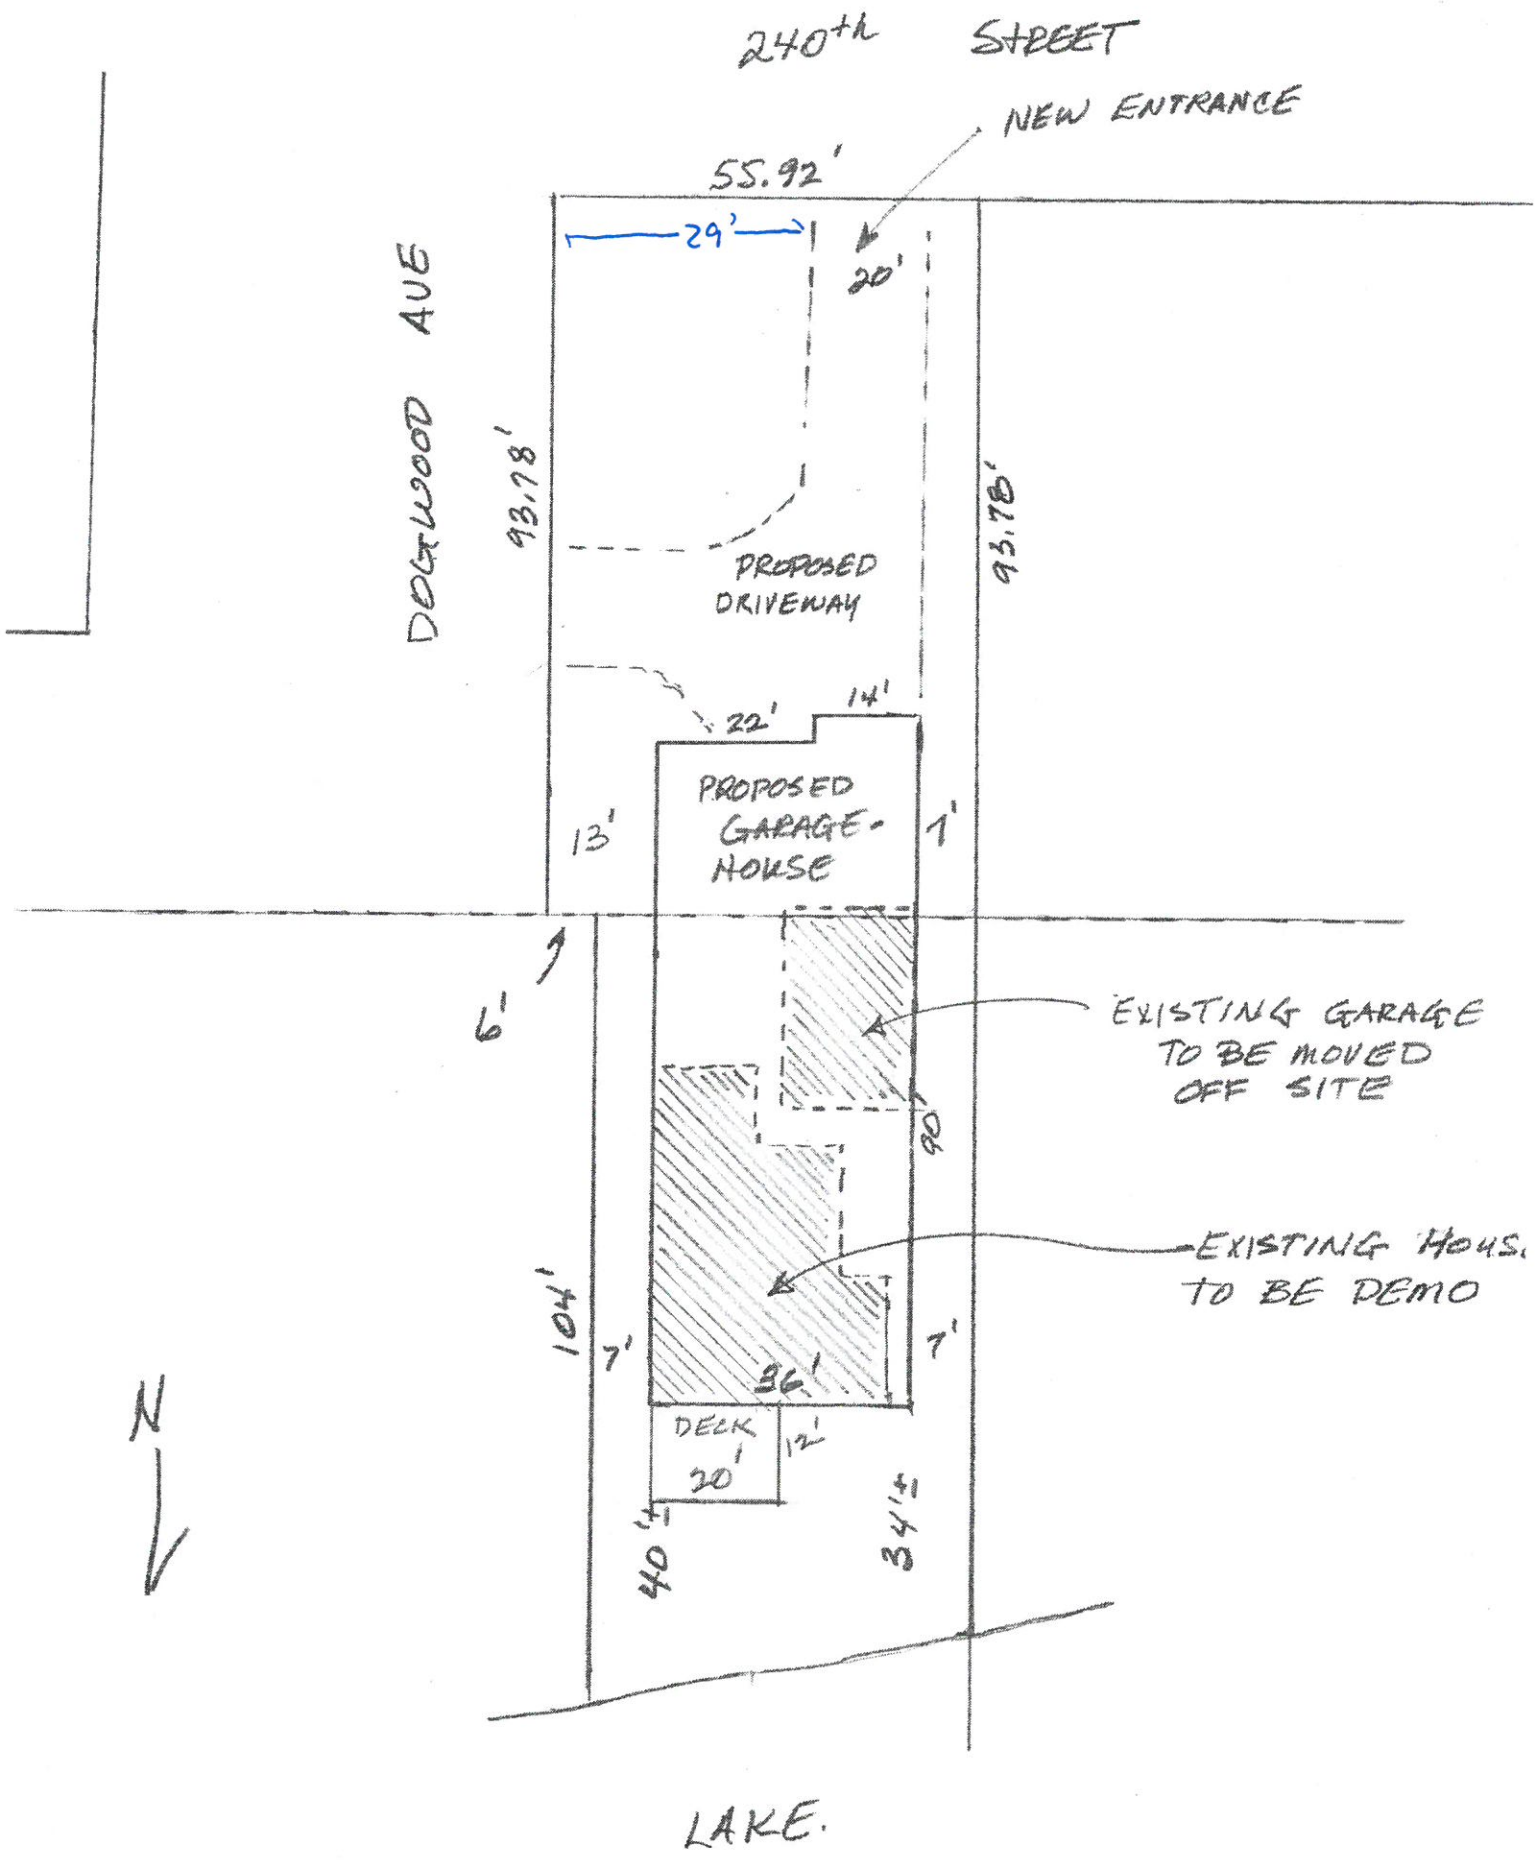 240th STREET
NEW ENTRANCE
55.92'
29'
20'
DOGWOOD AVE
93.78'
93.78'
PROPOSED
DRIVEWAY
22'
14'
PROPOSED
GARAGE-
HOUSE
13'
7'
6'
EXISTING GARAGE
TO BE MOVED
OFF SITE
90'
EXISTING HOUS
TO BE DEMO
104'
7'
7'
36'
DECK
12'
20'
N
40'±
34'±
LAKE.